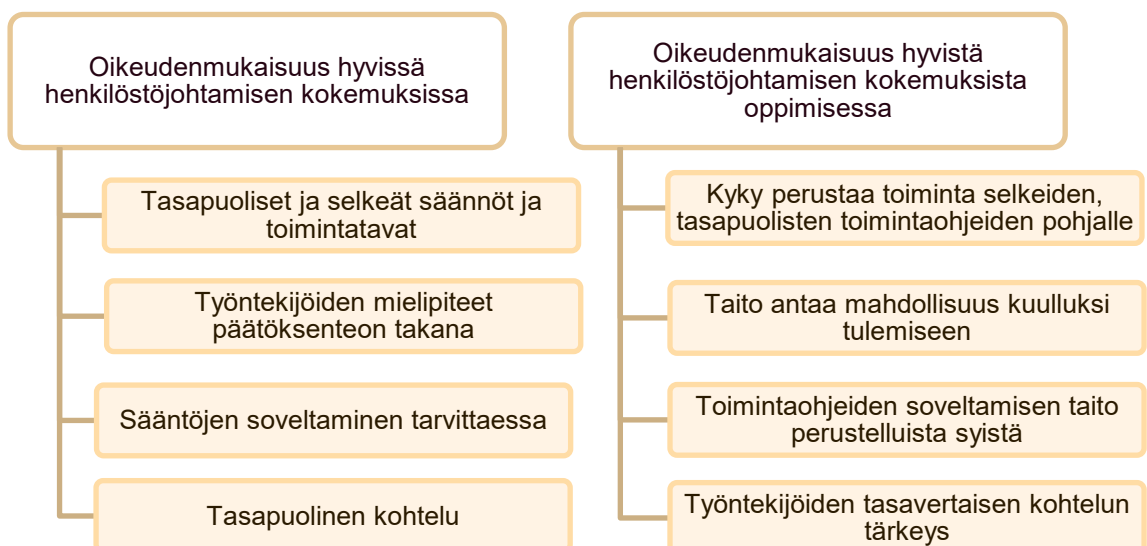 Oikeudenmukaisuus hyvissä
henkilöstöjohtamisen kokemuksissa
Tasapuoliset ja selkeät säännöt ja
toimintatavat
Työntekijöiden mielipiteet
päätöksenteon takana
Sääntöjen soveltaminen tarvittaessa
Tasapuolinen kohtelu
Oikeudenmukaisuus hyvistä
henkilöstöjohtamisen kokemuksista
oppimisessa
Kyky perustaa toiminta selkeiden,
tasapuolisten toimintaohjeiden pohjalle
Taito antaa mahdollisuus kuulluksi
tulemiseen
Toimintaohjeiden soveltamisen taito
perustelluista syistä
Työntekijöiden tasavertaisen kohtelun
tärkeys